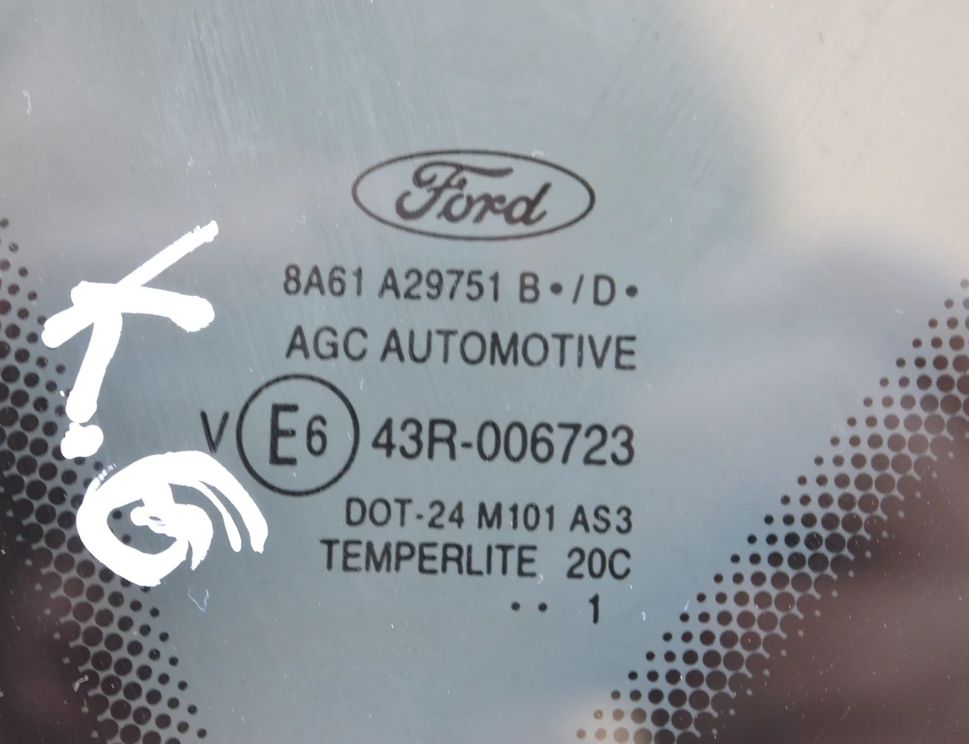 Ford
8A61 A29751 B•/D•
AGC AUTOMOTIVE
V E6 43R-006723
DOT-24 M101 AS3
TEMPERLITE 20C
•• 1